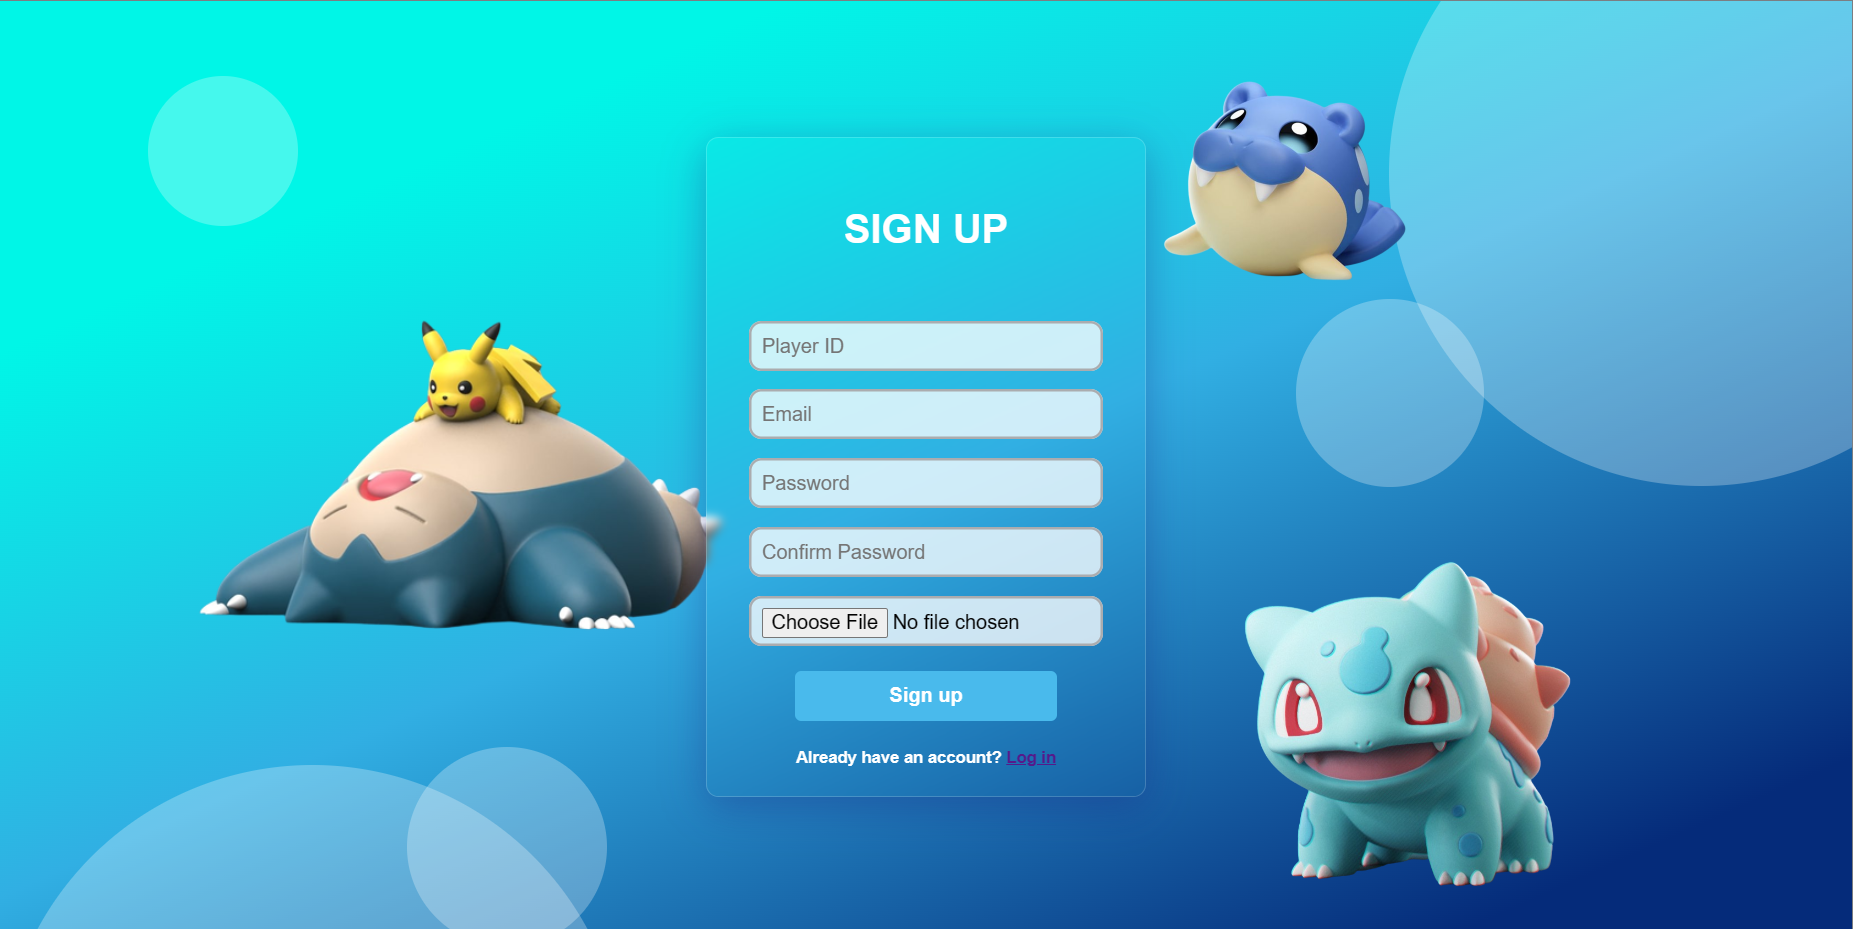 SIGN UP
Player ID
Email
Password
Confirm Password
Choose File No file chosen
Sign up
Already have an account? Log in